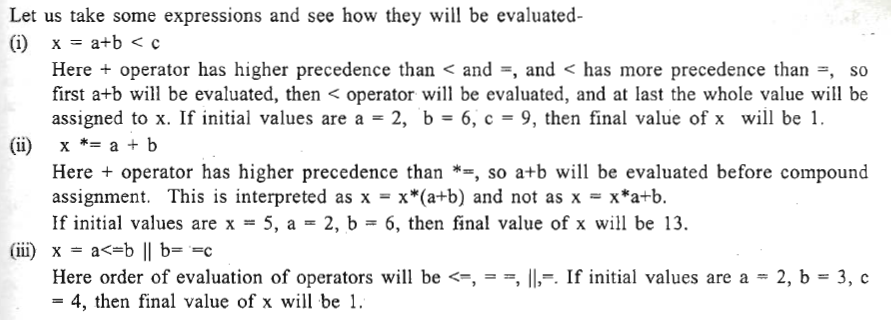 Let us take some expressions and see how they will be evaluated-
(i) x = a+b < c
Here + operator has higher precedence than < and =, and < has more precedence than =, so
first a+b will be evaluated, then < operator will be evaluated, and at last the whole value will be
assigned to x. If initial values are a = 2, b = 6, c = 9, then final value of x will be 1.
(ii) x *= a + b
Here + operator has higher precedence than *=, so a+b will be evaluated before compound
assignment. This is interpreted as x = x*(a+b) and not as x = x*a+b.
If initial values are x = 5, a = 2, b = 6, then final value of x will be 13.
(iii) x = a<=b || b= =c
Here order of evaluation of operators will be <=, = =, ||,=. If initial values are a = 2, b = 3, c
= 4, then final value of x will be 1.